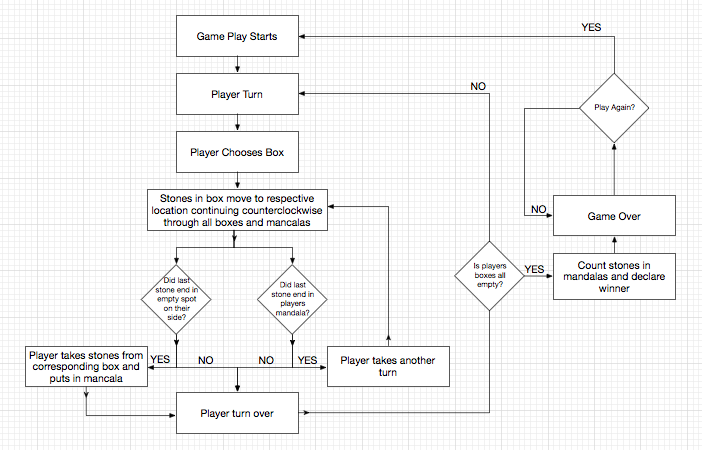 Game Play Starts
YES
Player Turn
NO
Play Again?
Player Chooses Box
Stones in box move to respective
location continuing counterclockwise
through all boxes and mancalas
NO
Game Over
Did last
stone end in
empty spot
on their
side?
Did last
stone end in
players
mandala?
Is players
boxes all
empty?
YES
Count stones in
mandalas and declare
winner
Player takes stones from
corresponding box and
puts in mancala
YES
NO
NO
YES
Player takes another
turn
Player turn over